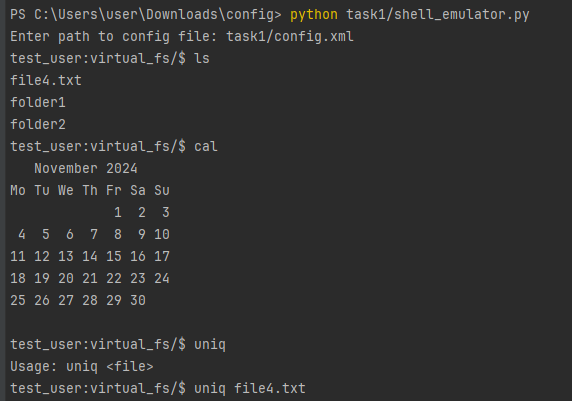 PS C:\Users\user\Downloads\config> python task1/shell_emulator.py
Enter path to config file: task1/config.xml
test_user:virtual_fs/$ ls
file4.txt
folder1
folder2
test_user:virtual_fs/$ cal
   November 2024
Mo Tu We Th Fr Sa Su
             1  2  3
 4  5  6  7  8  9 10
11 12 13 14 15 16 17
18 19 20 21 22 23 24
25 26 27 28 29 30
test_user:virtual_fs/$ uniq
Usage: uniq <file>
test_user:virtual_fs/$ uniq file4.txt